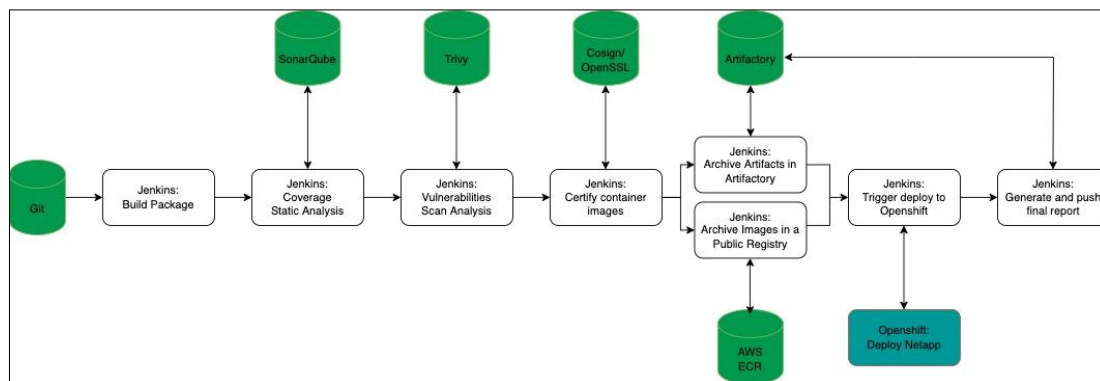 SonarQube
Trivy
Cosign/
OpenSSL
Artifactory
Git
Jenkins:
Build Package
Jenkins:
Coverage
Static Analysis
Jenkins:
Vulnerabilities
Scan Analysis
Jenkins:
Certify container
images
Jenkins:
Archive Artifacts in
Artifactory
Jenkins:
Archive Images in a
Public Registry
Jenkins:
Trigger deploy to
Openshift
Jenkins:
Generate and push
final report
AWS
ECR
Openshift:
Deploy Netapp